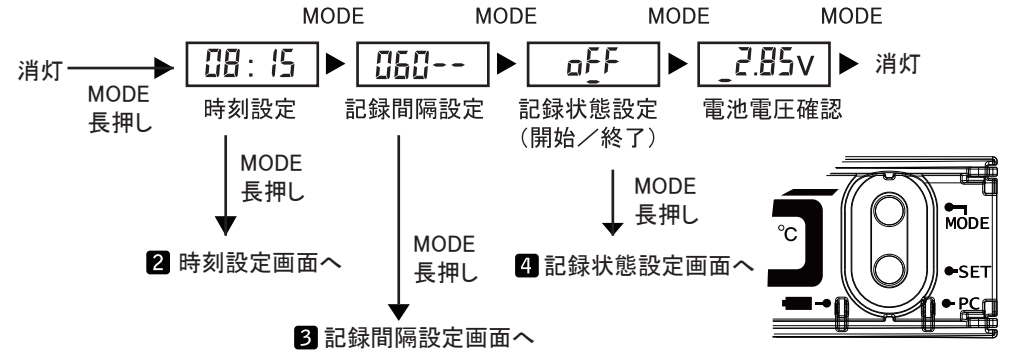 MODE MODE MODE MODE
消灯 08:15 060-- oFF _2.85V 消灯
MODE
長押し
時刻設定 記録間隔設定 記録状態設定 電池電圧確認
(開始／終了)
MODE
長押し
MODE
長押し
MODE
長押し
2 時刻設定画面へ
4 記録状態設定画面へ
3 記録間隔設定画面へ
℃
MODE
SET
PC